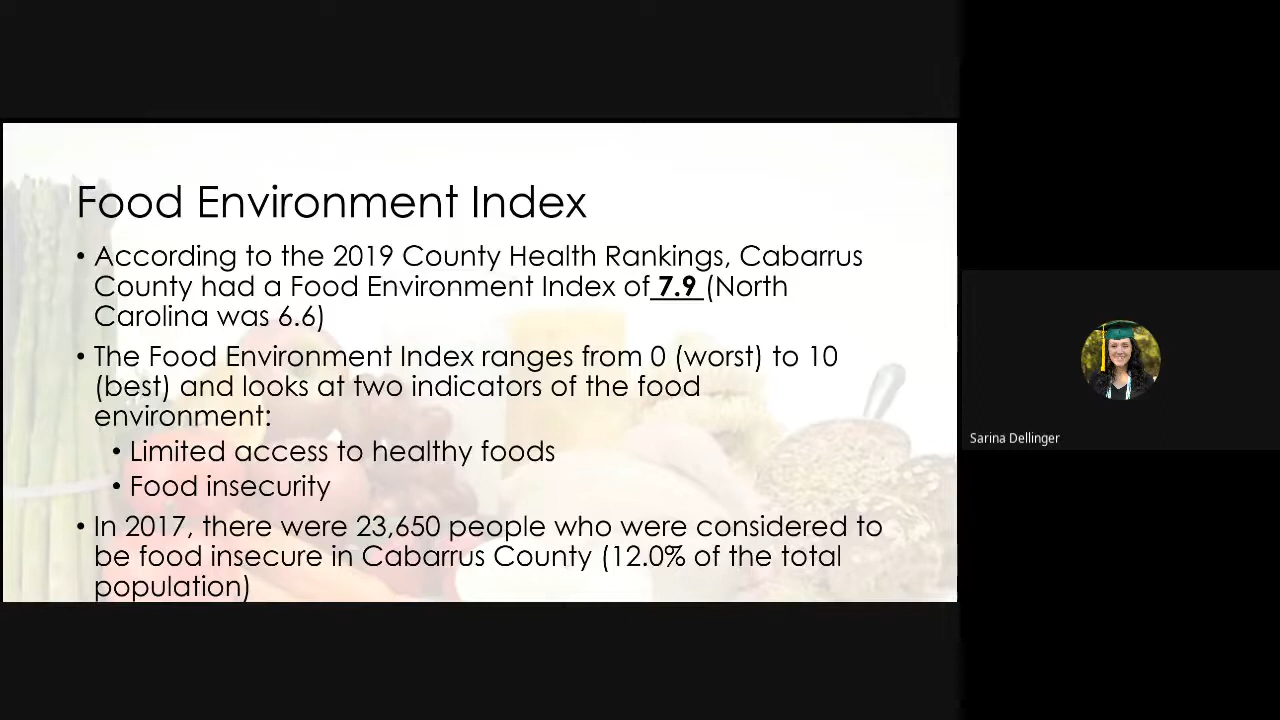 Food Environment Index
• According to the 2019 County Health Rankings, Cabarrus
County had a Food Environment Index of 7.9 (North
Carolina was 6.6)
• The Food Environment Index ranges from 0 (worst) to 10
(best) and looks at two indicators of the food
environment:
• Limited access to healthy foods
• Food insecurity
• In 2017, there were 23,650 people who were considered to
be food insecure in Cabarrus County (12.0% of the total
population)
Sarina Dellinger